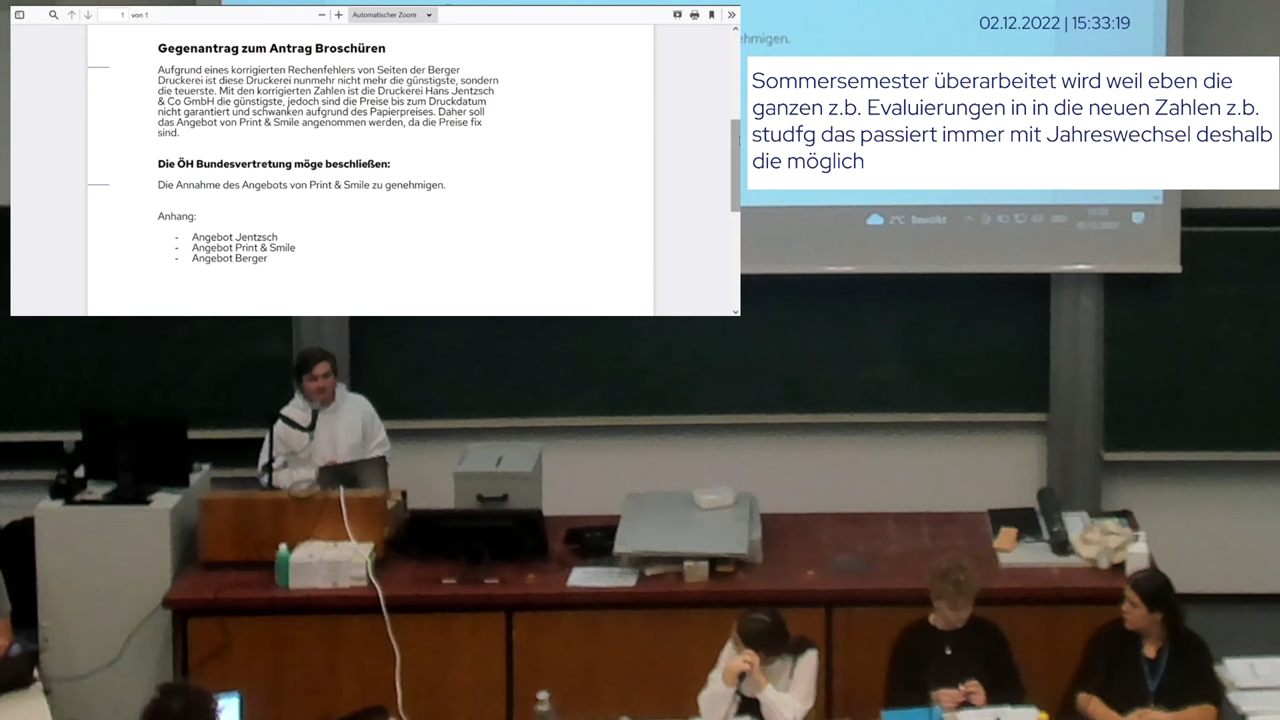 1 von 1
Automatischer Zoom
Gegenantrag zum Antrag Broschüren
Aufgrund eines korrigierten Rechenfehlers von Seiten der Berger
Druckerei ist diese Druckerei nunmehr nicht mehr die günstigste, sondern
die teuerste. Mit den korrigierten Zahlen ist die Druckerei Hans Jentzsch
& Co GmbH die günstigste, jedoch sind die Preise bis zum Druckdatum
nicht garantiert und schwanken aufgrund des Papierpreises. Daher soll
das Angebot von Print & Smile angenommen werden, da die Preise fix
sind.
Die ÖH Bundesvertretung möge beschließen:
Die Annahme des Angebots von Print & Smile zu genehmigen.
Anhang:
- Angebot Jentzsch
- Angebot Print & Smile
- Angebot Berger
02.12.2022 | 15:33:19
ehmigen.
Sommersemester überarbeitet wird weil eben die
ganzen z.b. Evaluierungen in in die neuen Zahlen z.b.
studfg das passiert immer mit Jahreswechsel deshalb
die möglich
2°C Bewölkt